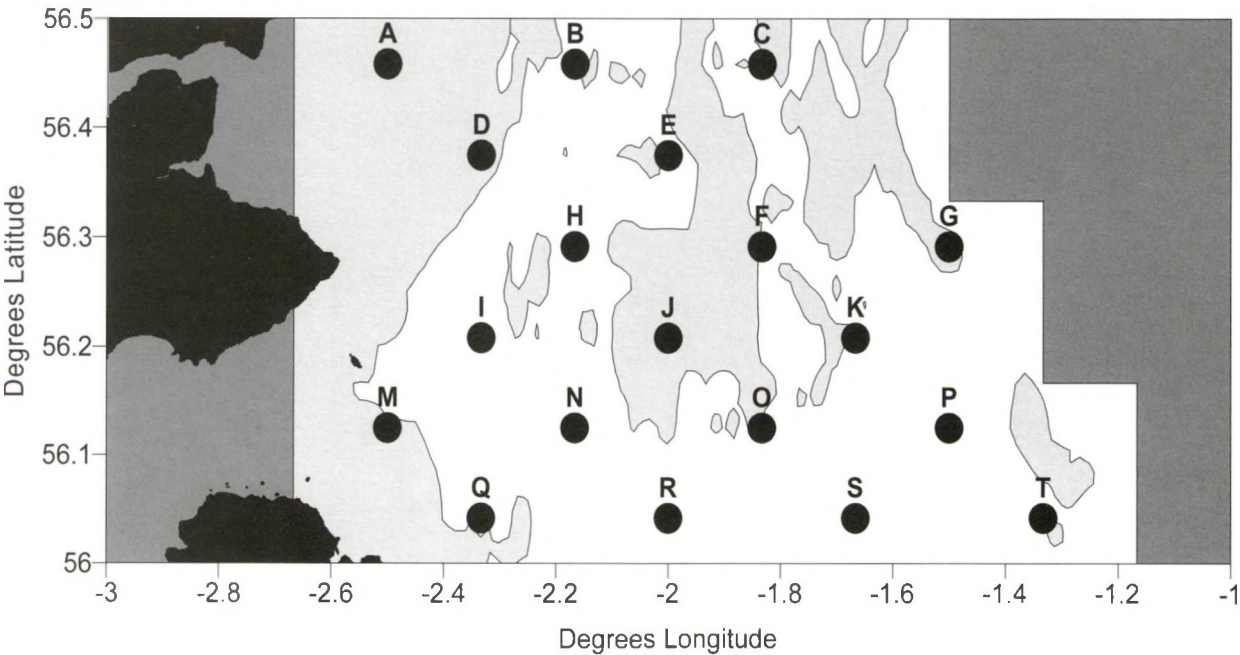 56.5
A B C
56.4
D E
56.3
H F G
Degrees Latitude
I J K
56.2
M N O P
56.1
Q R S T
56
-3 -2.8 -2.6 -2.4 -2.2 -2 -1.8 -1.6 -1.4 -1.2 -1
Degrees Longitude